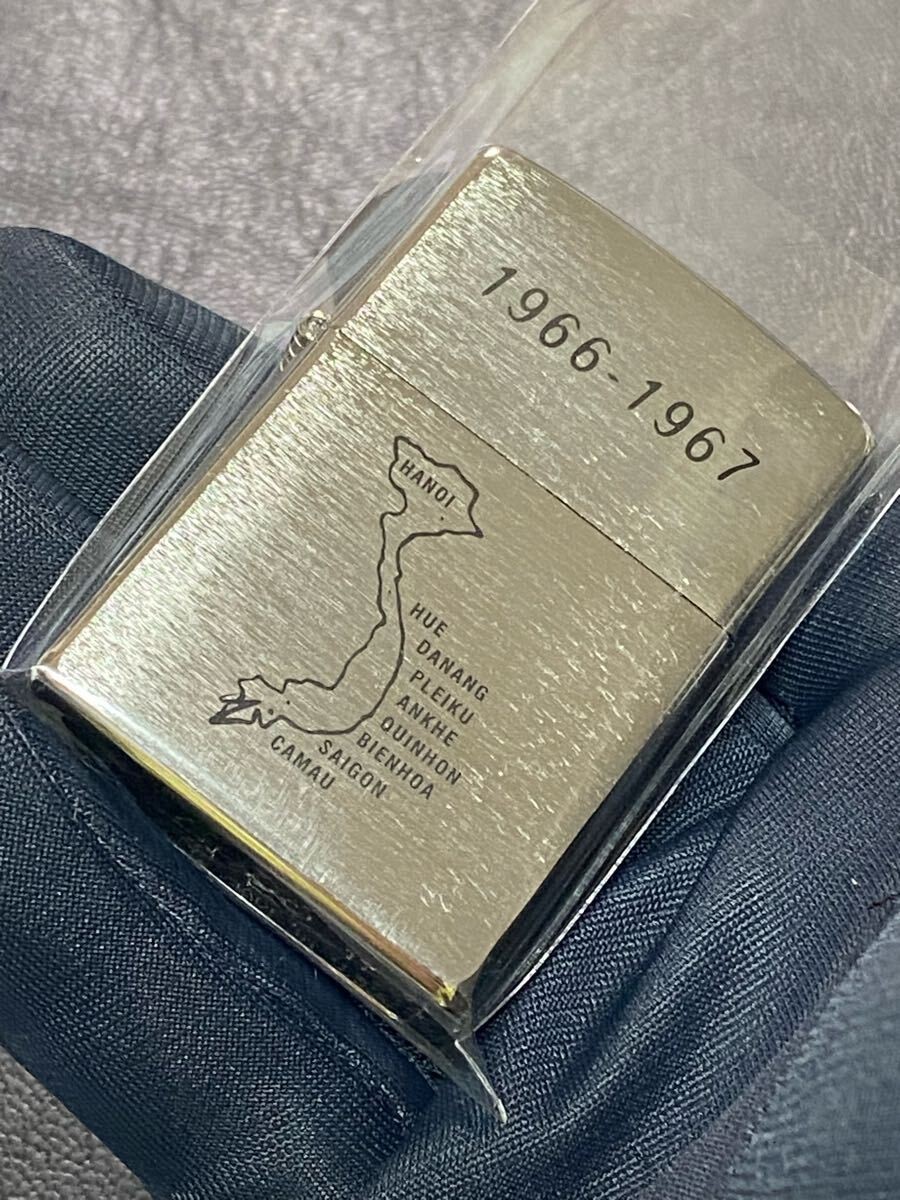 1966-1967
HANOI
HUE
DANANG
PLEIKU
ANKHE
QUINHON
BIENHOA
SAIGON
CAMAU